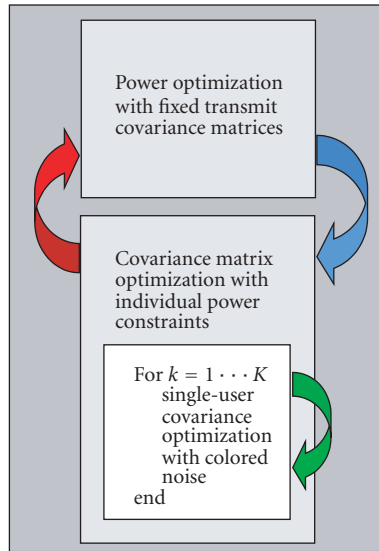 Power optimization
with fixed transmit
covariance matrices
Covariance matrix
optimization with
individual power
constraints
For k = 1 · · · K
single-user
covariance
optimization
with colored
noise
end